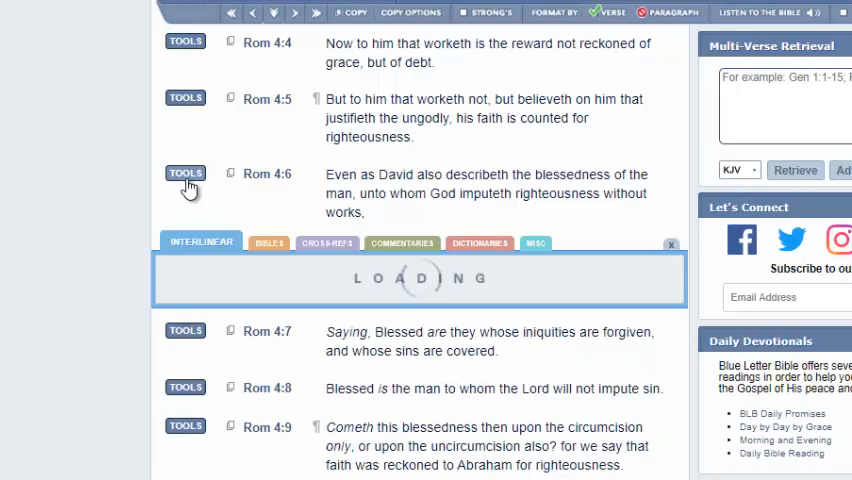 COPY COPY OPTIONS STRONG'S FORMAT BY: VERSE PARAGRAPH LISTEN TO THE BIBLE
TOOLS Rom 4:4 Now to him that worketh is the reward not reckoned of
grace, but of debt.
TOOLS Rom 4:5 ¶ But to him that worketh not, but believeth on him that
justifieth the ungodly, his faith is counted for
righteousness.
TOOLS Rom 4:6 Even as David also describeth the blessedness of the
man, unto whom God imputeth righteousness without
works,
INTERLINEAR BIBLES CROSS-REFS COMMENTARIES DICTIONARIES MISC x
LOADING
TOOLS Rom 4:7 Saying, Blessed are they whose iniquities are forgiven,
and whose sins are covered.
TOOLS Rom 4:8 Blessed is the man to whom the Lord will not impute sin.
TOOLS Rom 4:9 ¶ Cometh this blessedness then upon the circumcision
only, or upon the uncircumcision also? for we say that
faith was reckoned to Abraham for righteousness.
Multi-Verse Retrieval
For example: Gen 1:1-15;
KJV Retrieve Ad
Let's Connect
Subscribe to ou
Email Address
Daily Devotionals
Blue Letter Bible offers seve
readings in order to help yo
the Gospel of His peace and
• BLB Daily Promises
• Day by Day by Grace
• Morning and Evening
• Daily Bible Reading